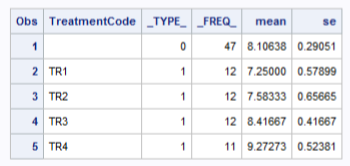 Obs TreatmentCode _TYPE_ _FREQ_ mean se
1 0 47 8.10638 0.29051
2 TR1 1 12 7.25000 0.57899
3 TR2 1 12 7.58333 0.65665
4 TR3 1 12 8.41667 0.41667
5 TR4 1 11 9.27273 0.52381